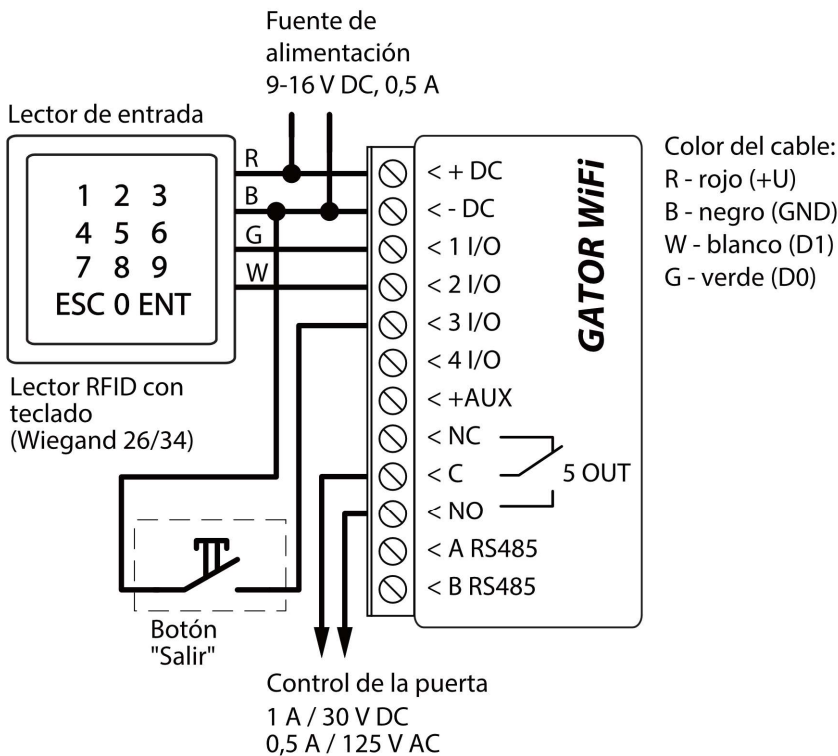 Fuente de
alimentación
9-16 V DC, 0,5 A
Lector de entrada
R
B
G
W
1 2 3
4 5 6
7 8 9
ESC 0 ENT
Lector RFID con
teclado
(Wiegand 26/34)
< + DC
< - DC
< 1 I/O
< 2 I/O
< 3 I/O
< 4 I/O
< +AUX
< NC
< C
5 OUT
< NO
< A RS485
< B RS485
GATOR WiFi
Color del cable:
R - rojo (+U)
B - negro (GND)
W - blanco (D1)
G - verde (D0)
Botón
"Salir"
Control de la puerta
1 A / 30 V DC
0,5 A / 125 V AC